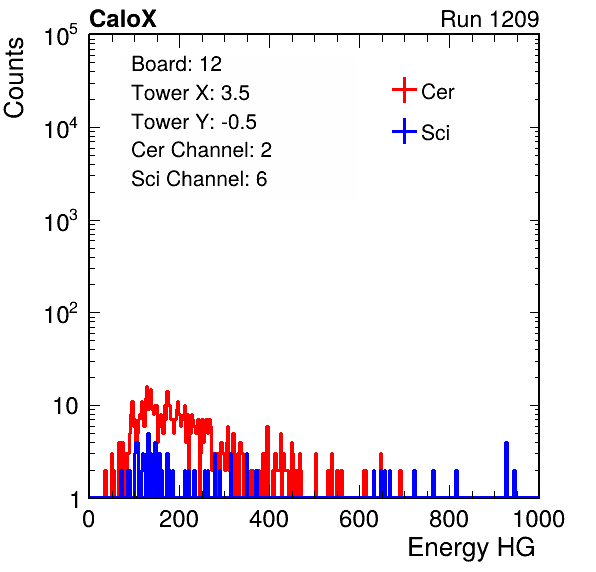 CaloX Run 1209
Counts
Board: 12
Tower X: 3.5
Tower Y: -0.5
Cer Channel: 2
Sci Channel: 6
Cer
Sci
10^5
10^4
10^3
10^2
10
1
0 200 400 600 800 1000
Energy HG